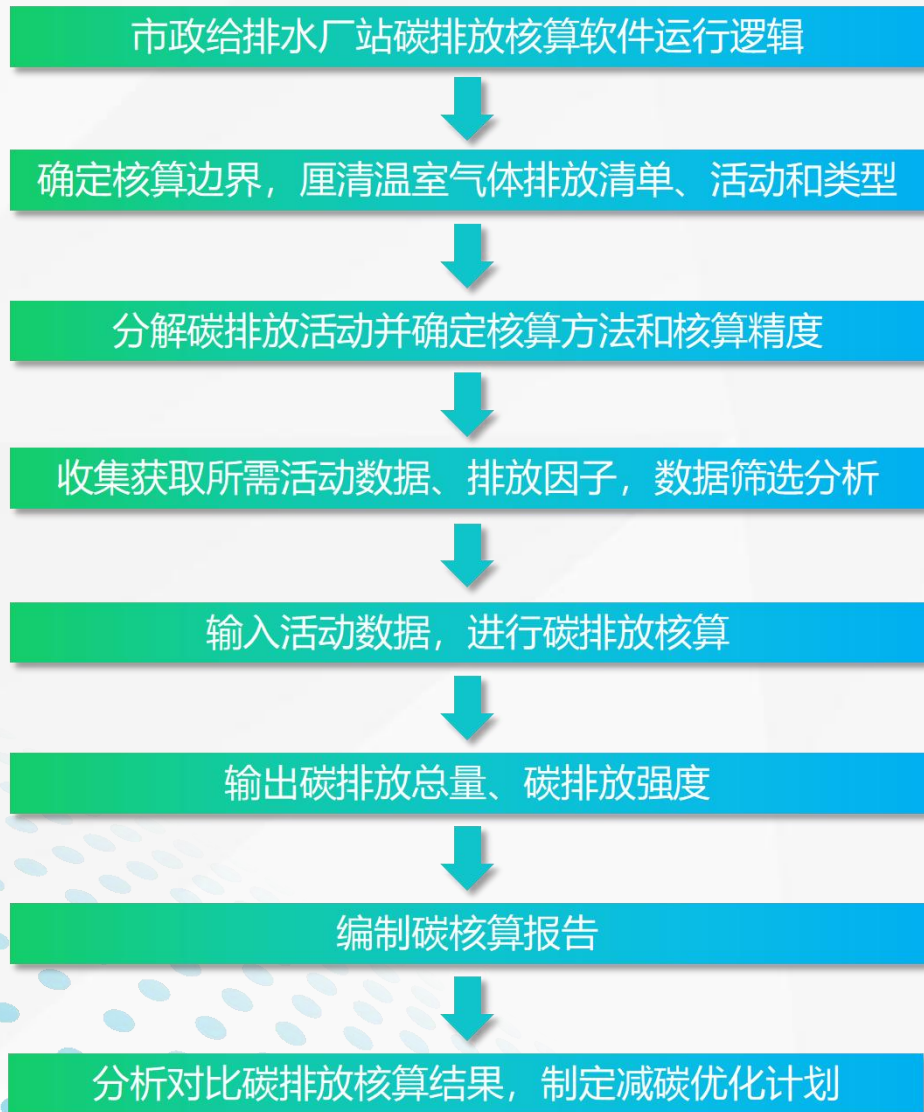 市政给排水厂站碳排放核算软件运行逻辑
确定核算边界，厘清温室气体排放清单、活动和类型
分解碳排放活动并确定核算方法和核算精度
收集获取所需活动数据、排放因子，数据筛选分析
输入活动数据，进行碳排放核算
输出碳排放总量、碳排放强度
编制碳核算报告
分析对比碳排放核算结果，制定减碳优化计划